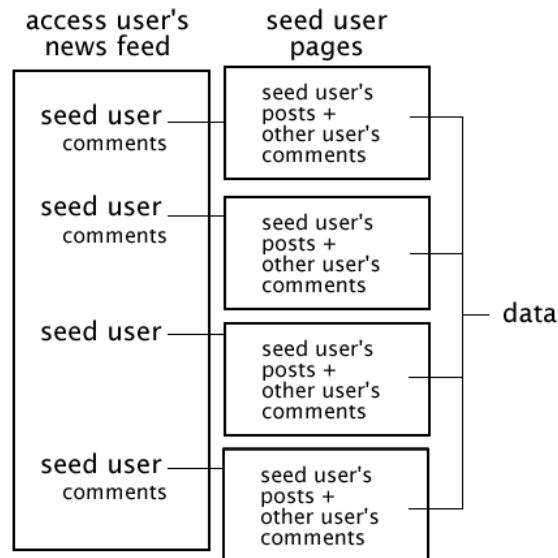 access user's
news feed
seed user
pages
seed user
comments
seed user
comments
seed user
seed user
comments
seed user's
posts +
other user's
comments
seed user's
posts +
other user's
comments
seed user's
posts +
other user's
comments
seed user's
posts +
other user's
comments
data